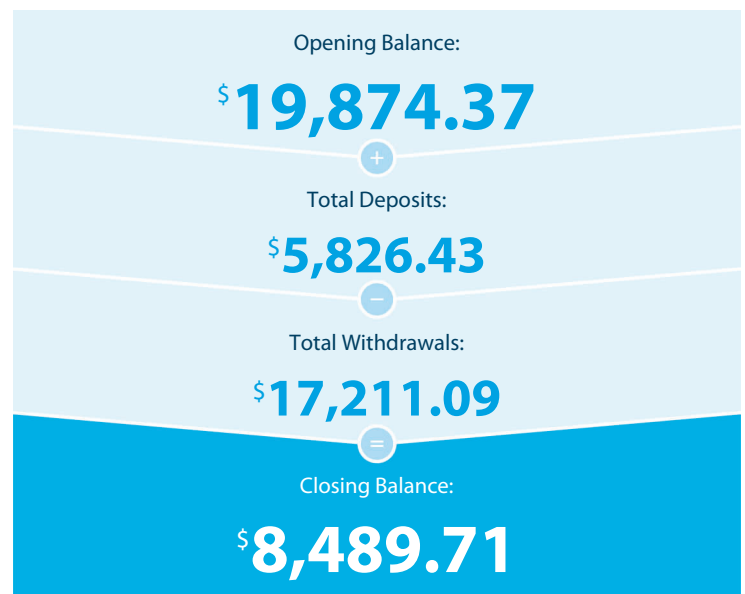 Opening Balance:
$19,874.37
+
Total Deposits:
$5,826.43
−
Total Withdrawals:
$17,211.09
=
Closing Balance:
$8,489.71